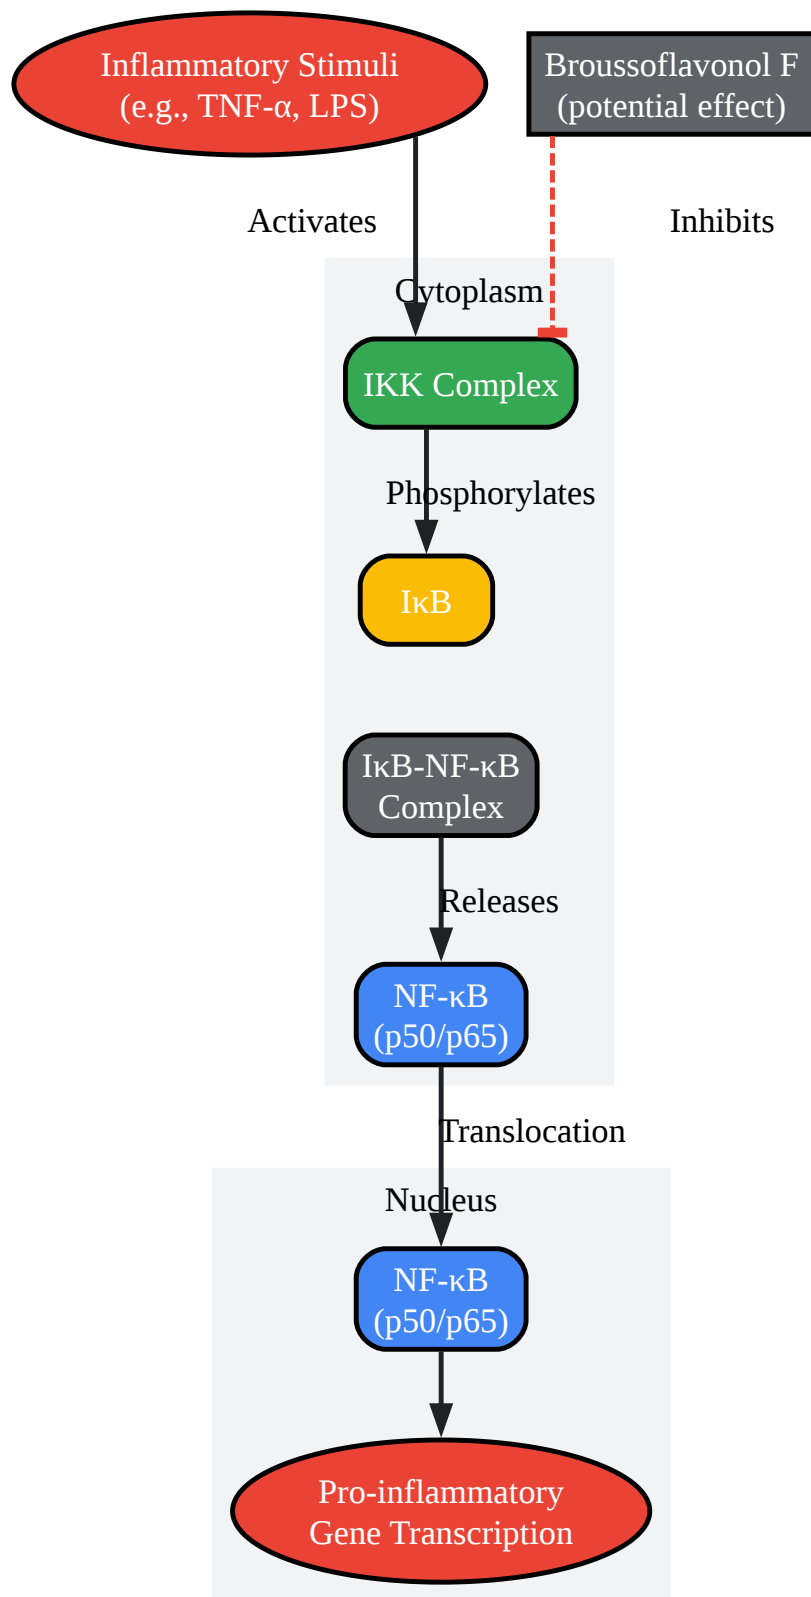 Inflammatory Stimuli
(e.g., TNF-α, LPS)
Broussoflavonol F
(potential effect)
Activates
Inhibits
Cytoplasm
IKK Complex
Phosphorylates
IκB
IκB-NF-κB
Complex
Releases
NF-κB
(p50/p65)
Translocation
Nucleus
NF-κB
(p50/p65)
Pro-inflammatory
Gene Transcription